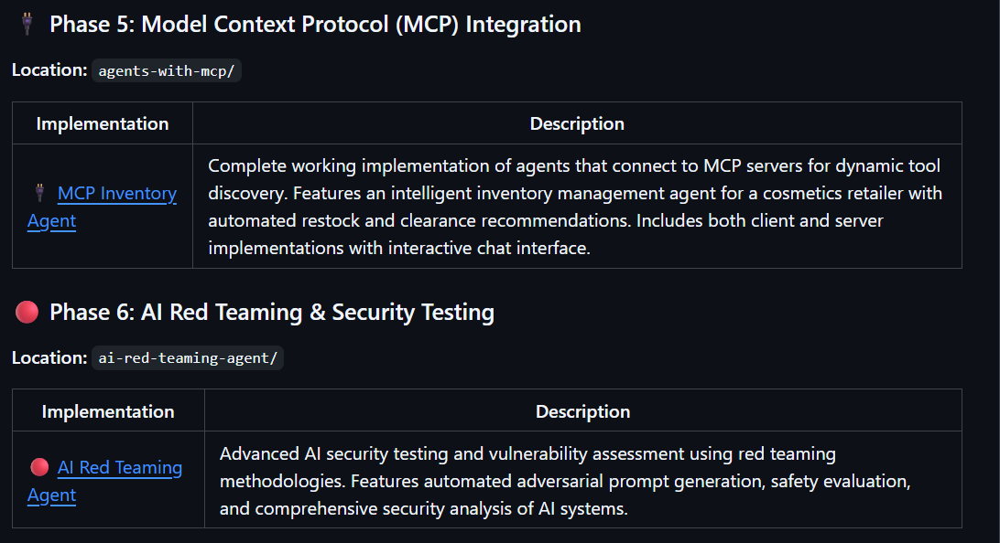 Phase 5: Model Context Protocol (MCP) Integration
Location: agents-with-mcp/
Implementation
Description
MCP Inventory
Agent
Complete working implementation of agents that connect to MCP servers for dynamic tool
discovery. Features an intelligent inventory management agent for a cosmetics retailer with
automated restock and clearance recommendations. Includes both client and server
implementations with interactive chat interface.
Phase 6: AI Red Teaming & Security Testing
Location: ai-red-teaming-agent/
Implementation
Description
AI Red Teaming
Agent
Advanced AI security testing and vulnerability assessment using red teaming
methodologies. Features automated adversarial prompt generation, safety evaluation,
and comprehensive security analysis of AI systems.